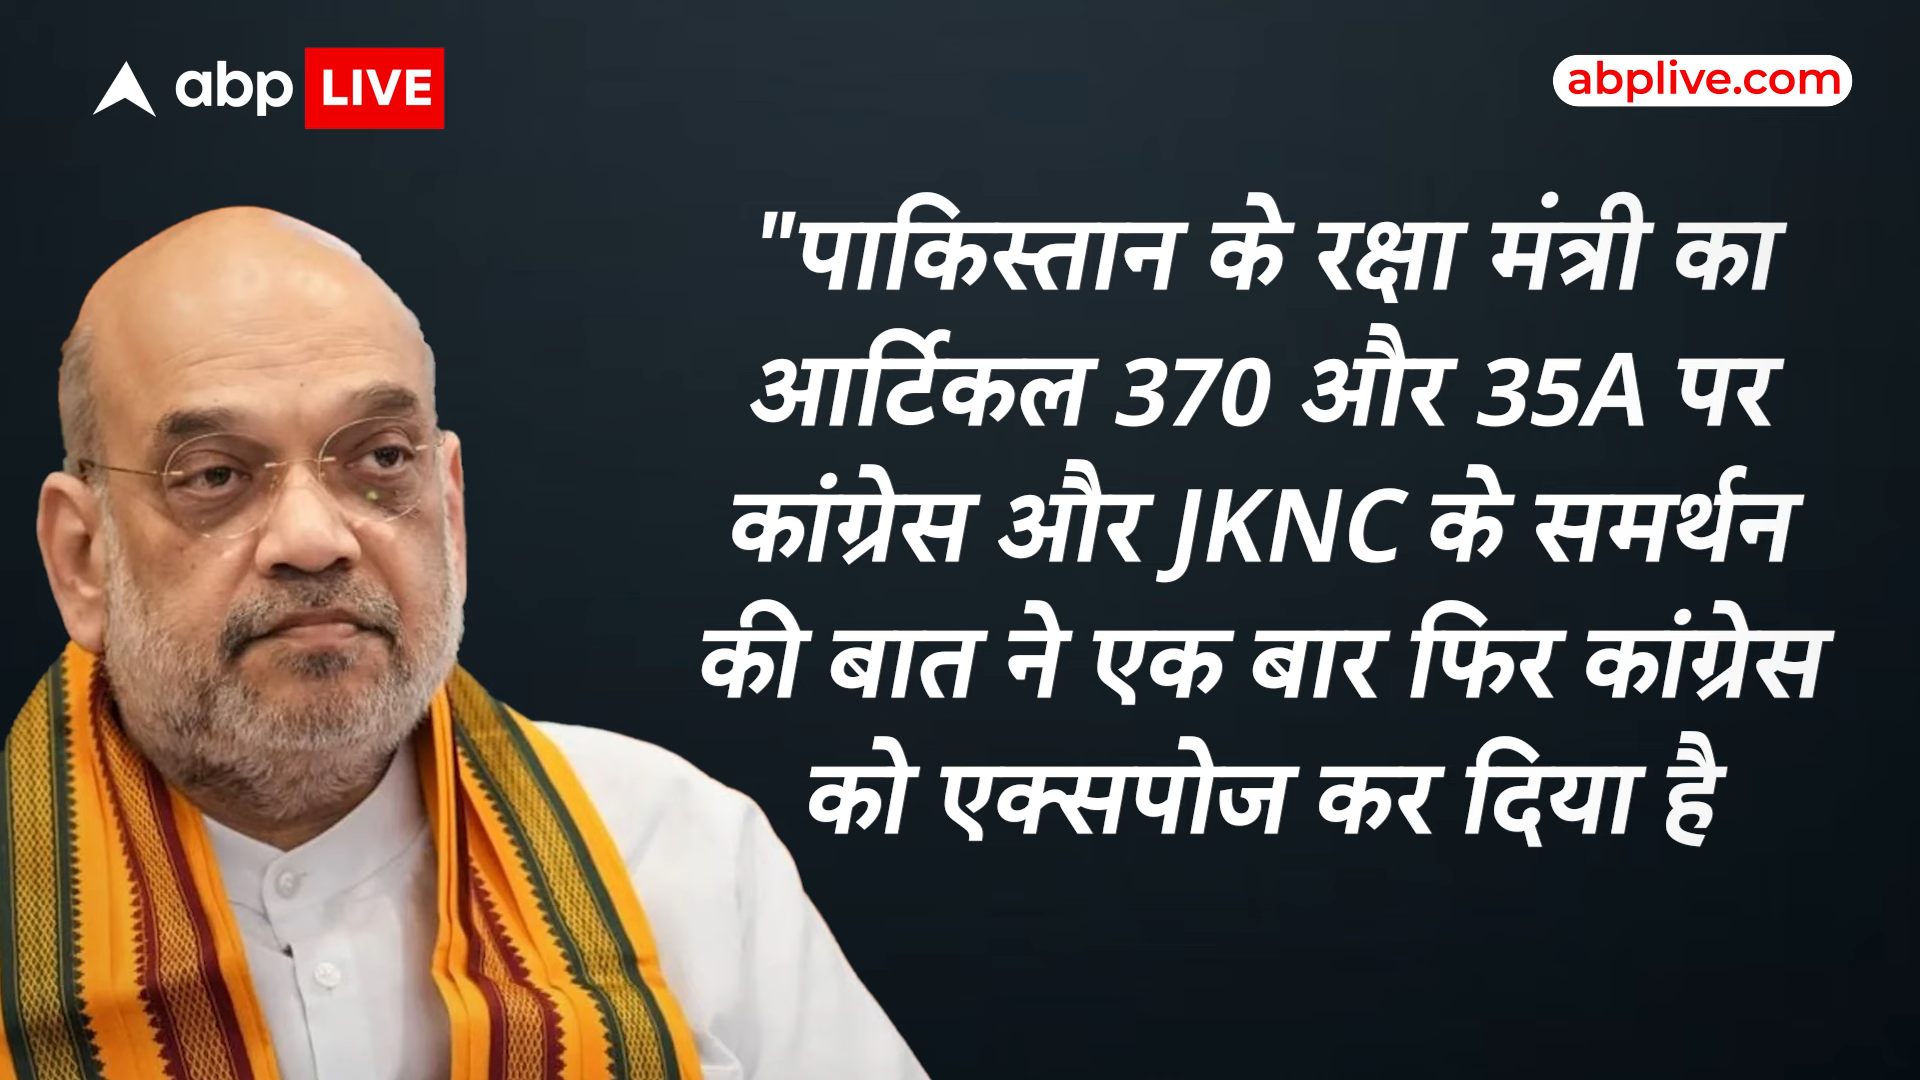 abp LIVE
abplive.com
"पाकिस्तान के रक्षा मंत्री का
आर्टिकल 370 और 35A पर
कांग्रेस और JKNC के समर्थन
की बात ने एक बार फिर कांग्रेस
को एक्सपोज कर दिया है